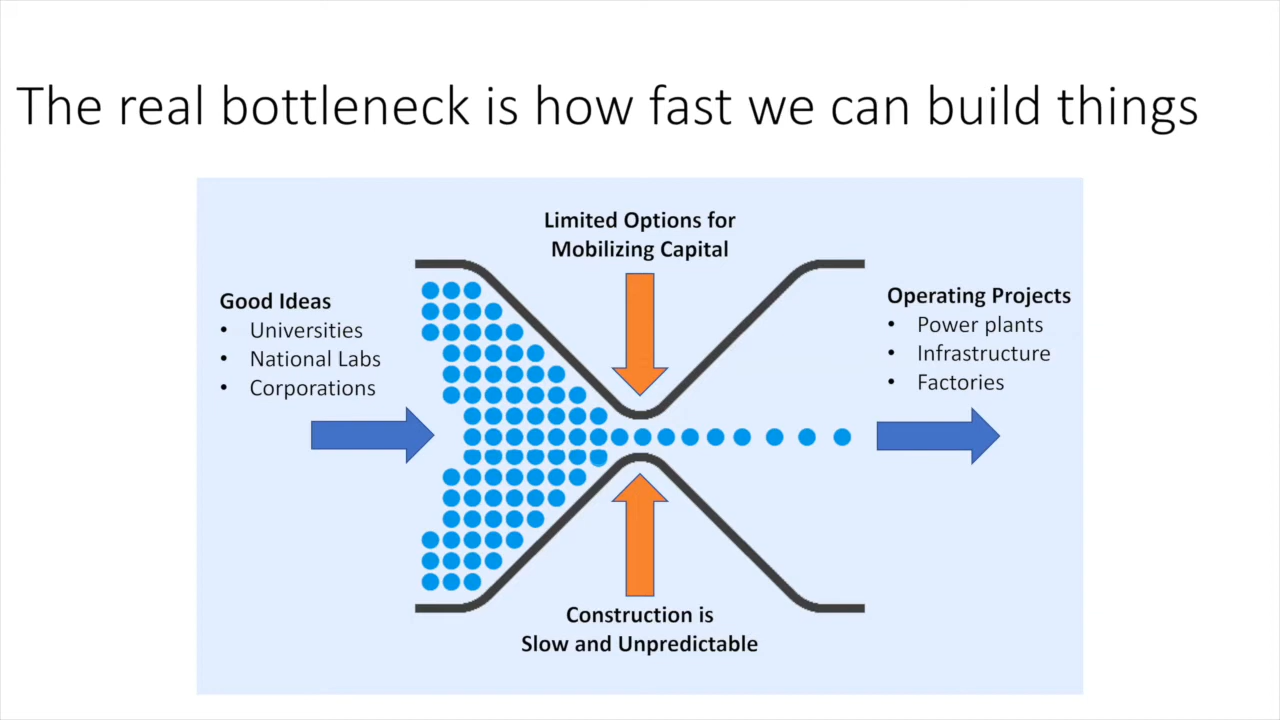 The real bottleneck is how fast we can build things
Limited Options for
Mobilizing Capital
Good Ideas
• Universities
• National Labs
• Corporations
Operating Projects
• Power plants
• Infrastructure
• Factories
Construction is
Slow and Unpredictable